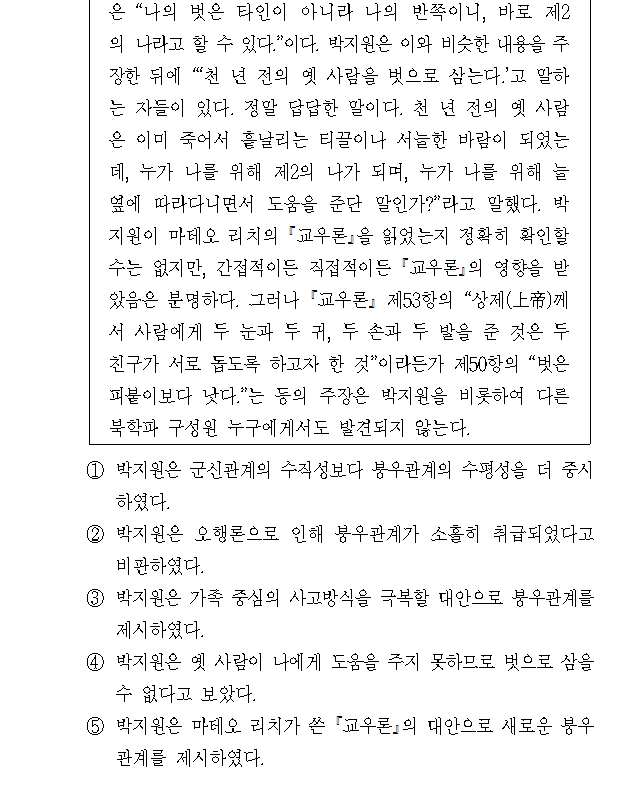 은 “나의 벗은 타인이 아니라 나의 반쪽이니, 바로 제2
의 나라고 할 수 있다.”이다. 박지원은 이와 비슷한 내용을 주
장한 뒤에 “‘천 년 전의 옛 사람을 벗으로 삼는다.’고 말하
는 자들이 있다. 정말 답답한 말이다. 천 년 전의 옛 사람
은 이미 죽어서 흩날리는 티끌이나 서늘한 바람이 되었는
데, 누가 나를 위해 제2의 나가 되며, 누가 나를 위해 늘
옆에 따라다니면서 도움을 준단 말인가?”라고 말했다. 박
지원이 마테오 리치의 『교우론』을 읽었는지 정확히 확인할
수는 없지만, 간접적이든 직접적이든 『교우론』의 영향을 받
았음은 분명하다. 그러나 『교우론』 제53항의 “상제(上帝)께
서 사람에게 두 눈과 두 귀, 두 손과 두 발을 준 것은 두
친구가 서로 돕도록 하고자 한 것”이라든가 제50항의 “벗은
피붙이보다 낫다.”는 등의 주장은 박지원을 비롯하여 다른
북학파 구성원 누구에게서도 발견되지 않는다.
① 박지원은 군신관계의 수직성보다 붕우관계의 수평성을 더 중시
하였다.
② 박지원은 오행론으로 인해 붕우관계가 소홀히 취급되었다고
비판하였다.
③ 박지원은 가족 중심의 사고방식을 극복할 대안으로 붕우관계를
제시하였다.
④ 박지원은 옛 사람이 나에게 도움을 주지 못하므로 벗으로 삼을
수 없다고 보았다.
⑤ 박지원은 마테오 리치가 쓴 『교우론』의 대안으로 새로운 붕우
관계를 제시하였다.